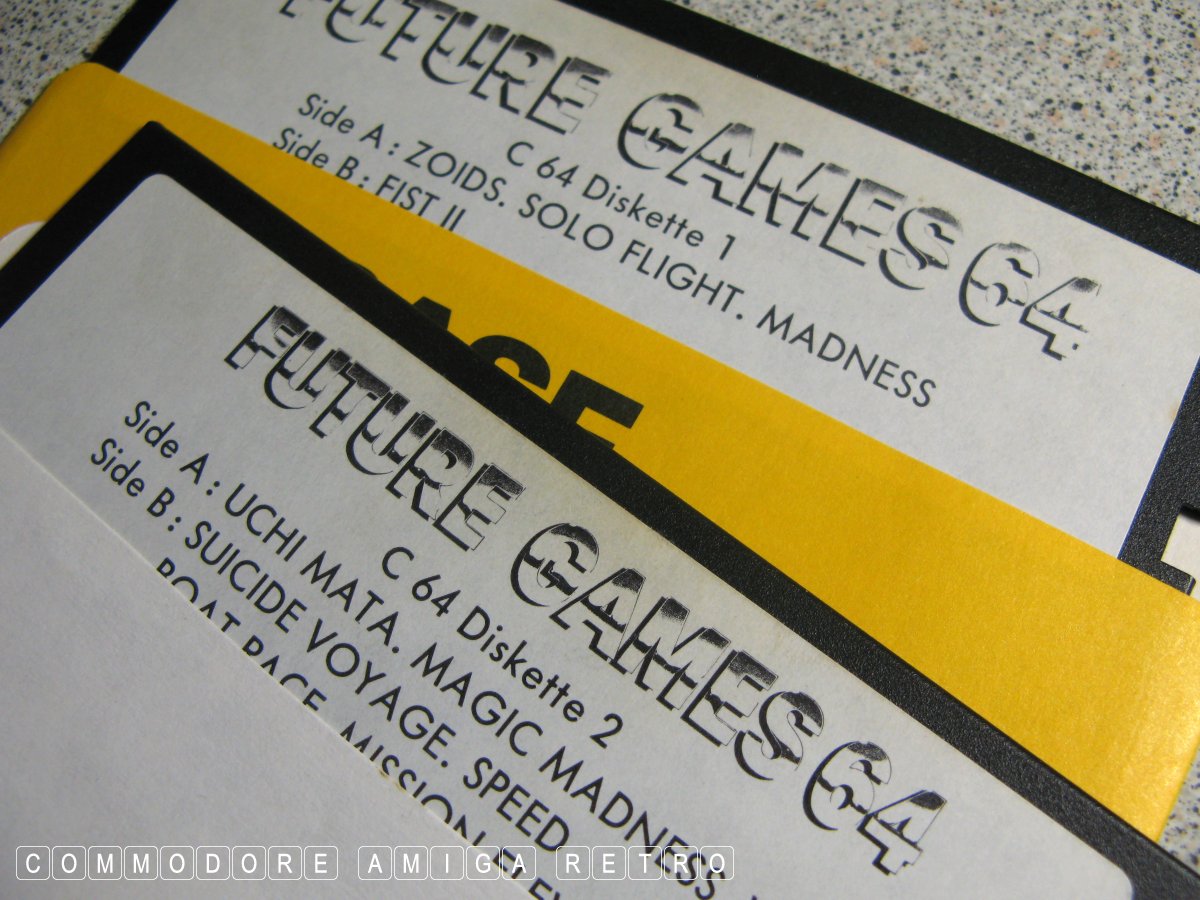 FUTURE GAMES 64
C 64 Diskette 1
Side A : ZOIDS. SOLO FLIGHT. MADNESS
Side B : FIST II
FUTURE GAMES 64
C 64 Diskette 2
Side A : UCHI MATA. MAGIC MADNESS.
Side B : SUICIDE VOYAGE. SPEED
BOAT RACE. MISSION
COMMODORE AMIGA RETRO